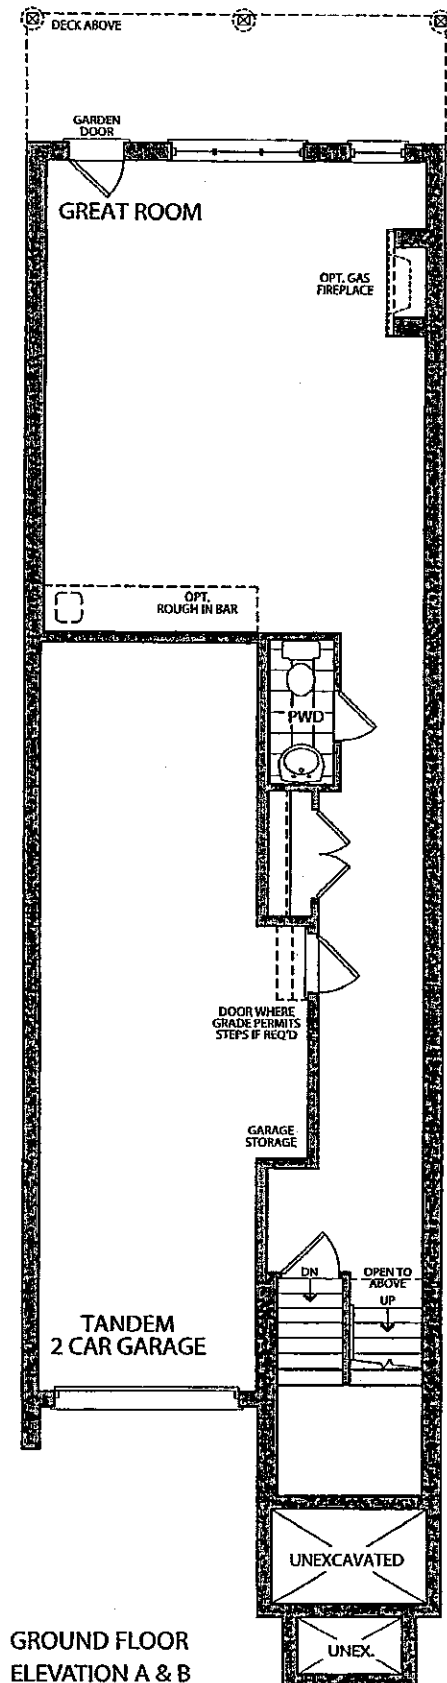 DECK ABOVE
GARDEN
DOOR
GREAT ROOM
OPT. GAS
FIREPLACE
OPT.
ROUGH IN BAR
PWD
DOOR WHERE
GRADE PERMITS
STEPS IF REQ'D
GARAGE
STORAGE
DN
OPEN TO
ABOVE
UP
TANDEM
2 CAR GARAGE
UNEXCAVATED
UNEX.
GROUND FLOOR
ELEVATION A & B